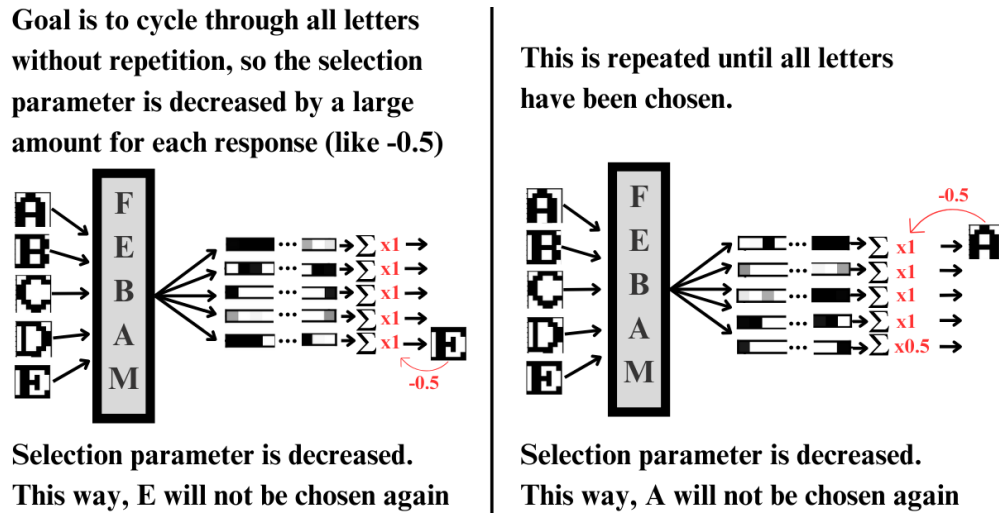 Goal is to cycle through all letters
without repetition, so the selection
parameter is decreased by a large
amount for each response (like -0.5)
A
B
C
D
E
F
E
B
A
M
... ∑ x1
... ∑ x1
... ∑ x1
... ∑ x1
... ∑ x1
E
-0.5
Selection parameter is decreased.
This way, E will not be chosen again
This is repeated until all letters
have been chosen.
A
B
C
D
E
F
E
B
A
M
-0.5
A
... ∑ x1
... ∑ x1
... ∑ x1
... ∑ x1
... ∑ x0.5
Selection parameter is decreased.
This way, A will not be chosen again